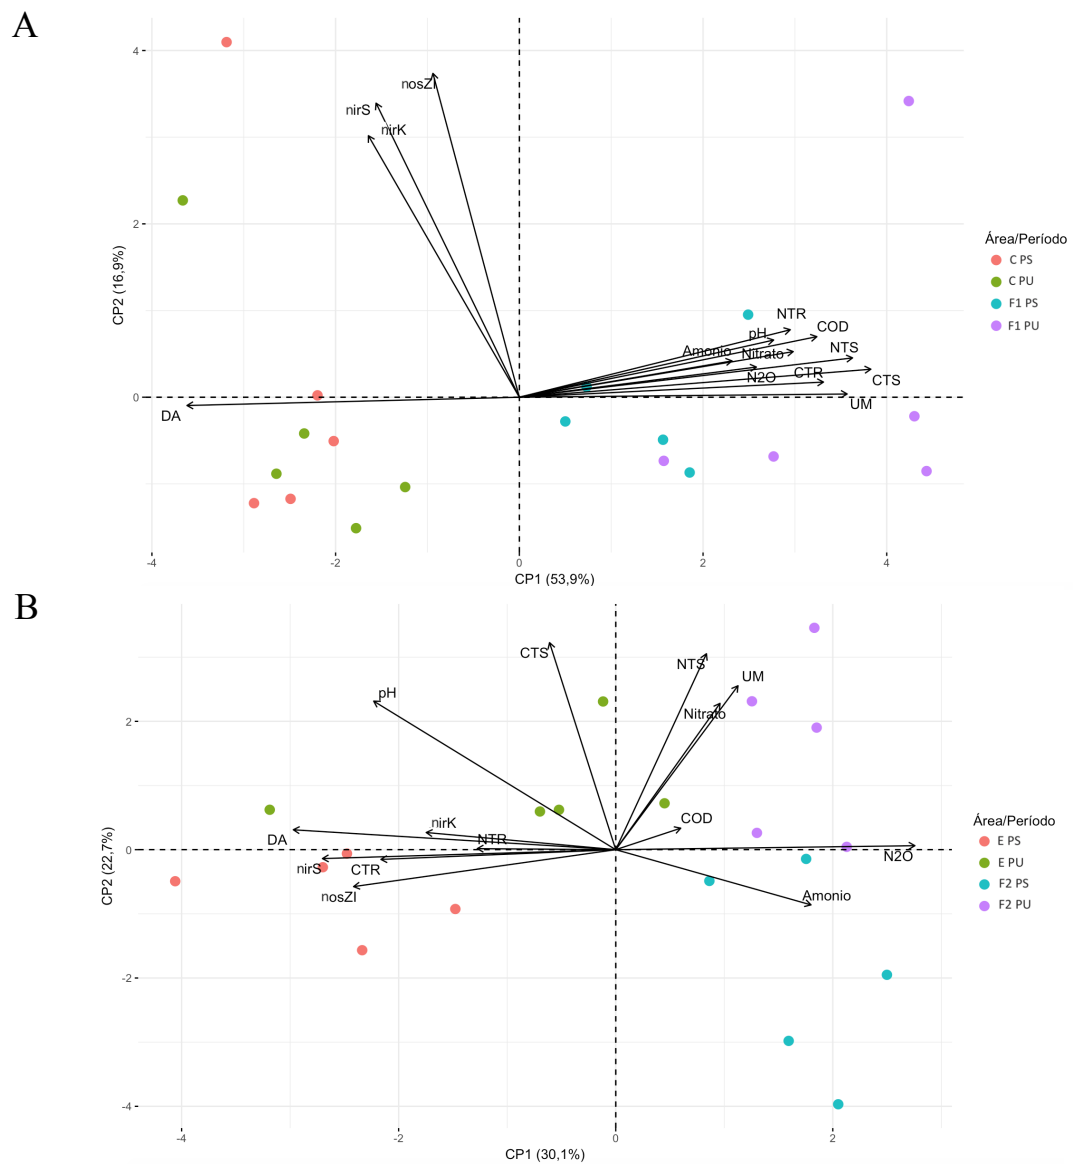 A
4
2
0
-4
-2
0
2
4
CP2 (16,9%)
CP1 (53,9%)
nosZI
nirS
nirK
DA
NTR
COD
pH
NTS
Amonio
Nitrato
N2O
CTR
CTS
UM
Área/Período
C PS
C PU
F1 PS
F1 PU
B
2
0
-2
-4
-4
-2
0
2
CP2 (22,7%)
CP1 (30,1%)
CTS
NTS
UM
pH
Nitrato
COD
nirK
NTR
DA
nirS
CTR
nosZI
N2O
Amonio
Área/Período
E PS
E PU
F2 PS
F2 PU